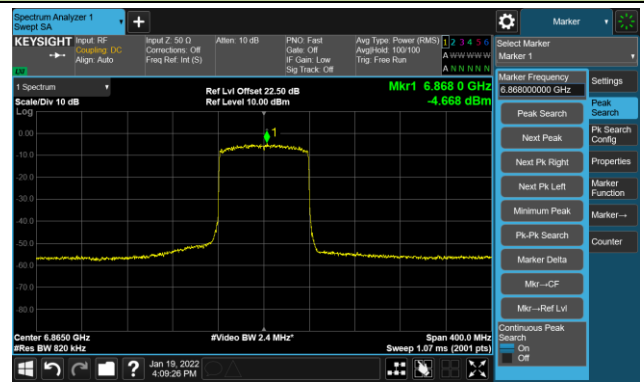 Spectrum Analyzer 1
Swept SA
Marker
KEYSIGHT
Input: RF
Coupling: DC
Align: Auto
Input Z: 50 Ω
Corrections: Off
Freq Ref: Int (S)
Atten: 10 dB
PNO: Fast
Gate: Off
IF Gain: Low
Sig Track: Off
Avg Type: Power (RMS)
Avg|Hold: 100/100
Trig: Free Run
1 2 3 4 5 6
A W W W W W
A N N N N N
LV
Select Marker
Marker 1
1 Spectrum
Scale/Div 10 dB
Log
Ref Lvl Offset 22.50 dB
Ref Level 10.00 dBm
Mkr1 6.868 0 GHz
-4.668 dBm
1
0.00
-10.0
-20.0
-30.0
-40.0
-50.0
-60.0
-70.0
-80.0
Center 6.8650 GHz
#Res BW 820 kHz
#Video BW 2.4 MHz*
Span 400.0 MHz
Sweep 1.07 ms (2001 pts)
Marker Frequency
6.868000000 GHz
Peak Search
Next Peak
Next Pk Right
Next Pk Left
Minimum Peak
Pk-Pk Search
Marker Delta
Mkr→CF
Mkr→Ref Lvl
Continuous Peak
Search
On
Off
Settings
Peak
Search
Pk Search
Config
Properties
Marker
Function
Marker→
Counter
?
Jan 19, 2022
4:09:26 PM